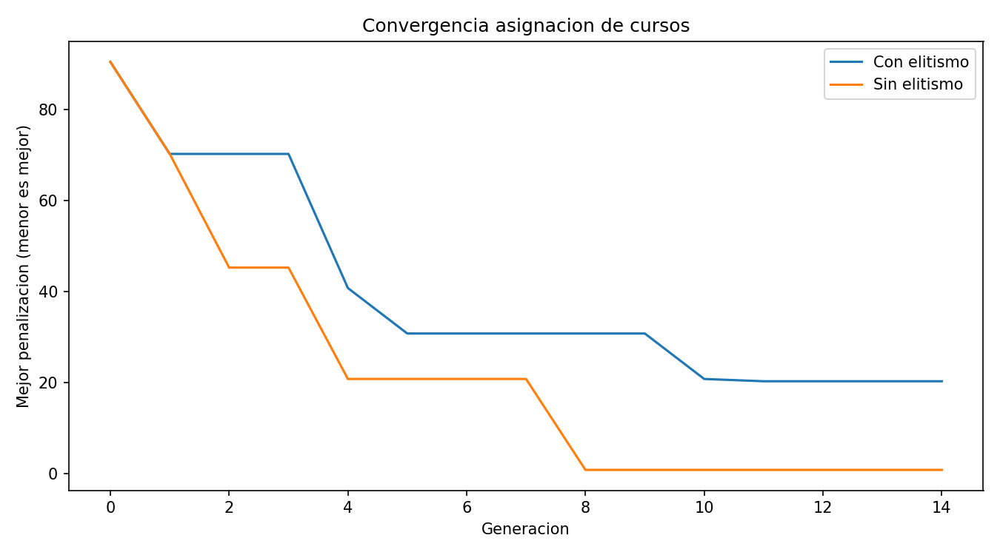 Convergencia asignacion de cursos
Con elitismo
Sin elitismo
Mejor penalizacion (menor es mejor)
80
60
40
20
0
0 2 4 6 8 10 12 14
Generacion